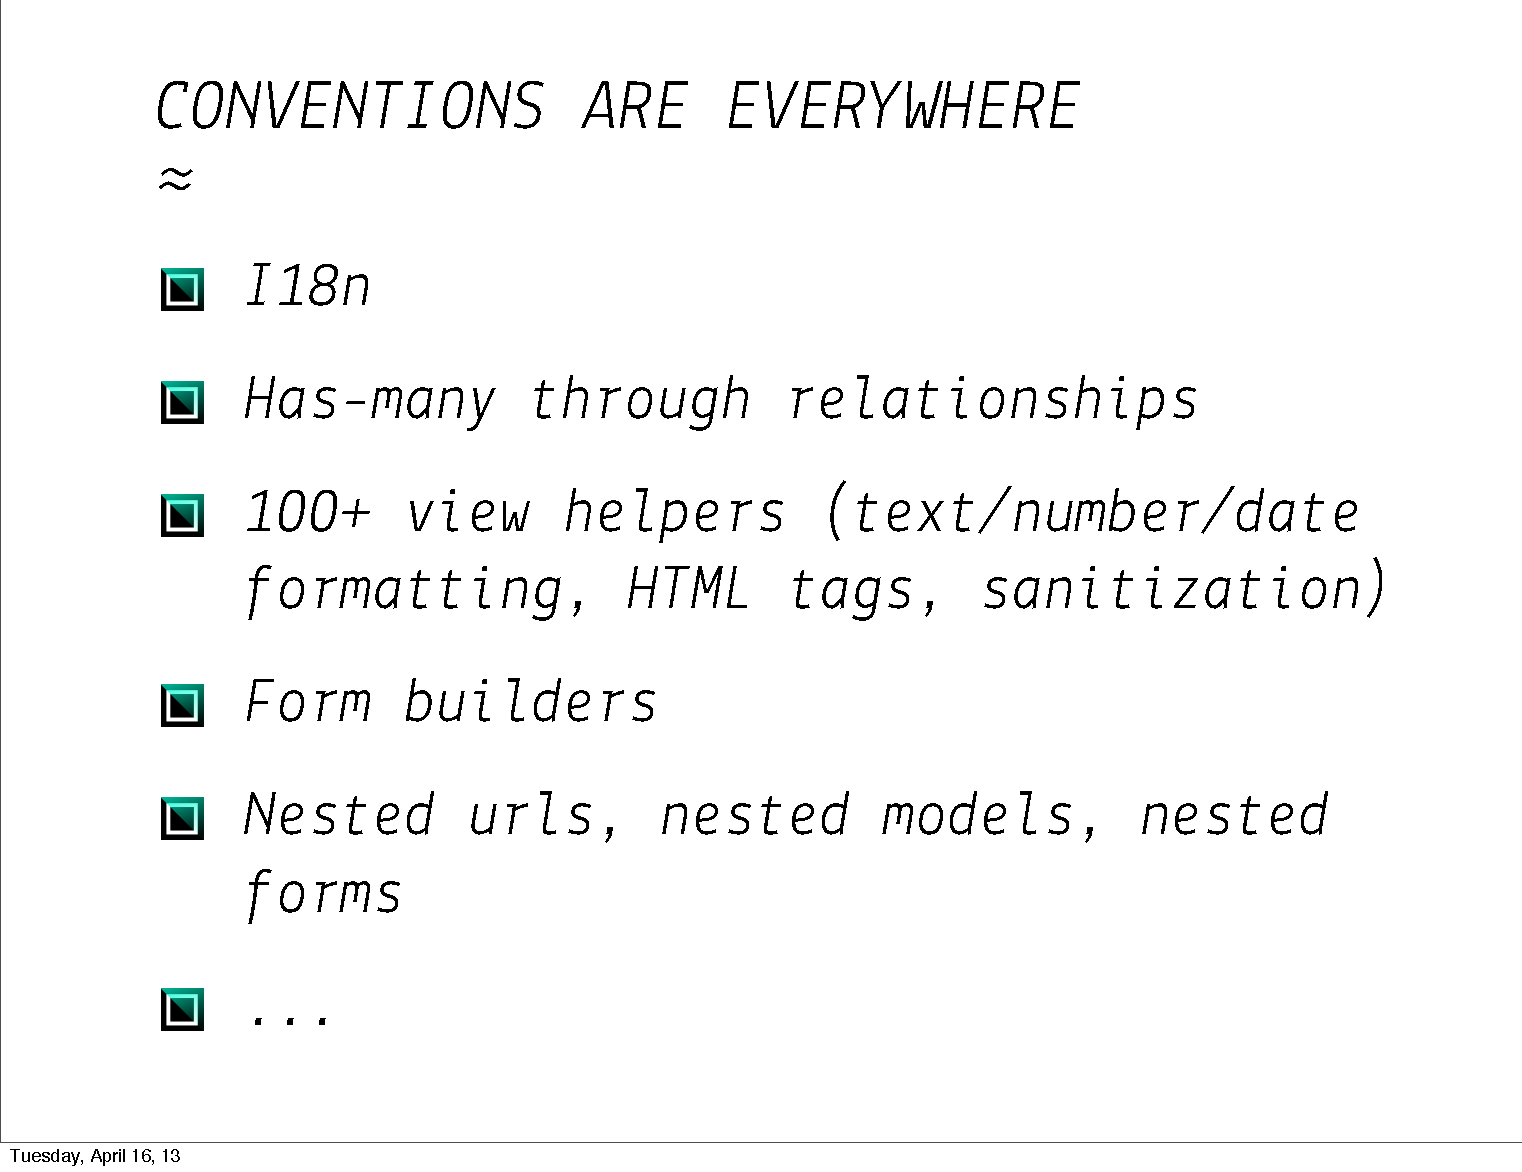 CONVENTIONS ARE EVERYWHERE
≈
I18n
Has-many through relationships
100+ view helpers (text/number/date
formatting, HTML tags, sanitization)
Form builders
Nested urls, nested models, nested
forms
...
Tuesday, April 16, 13